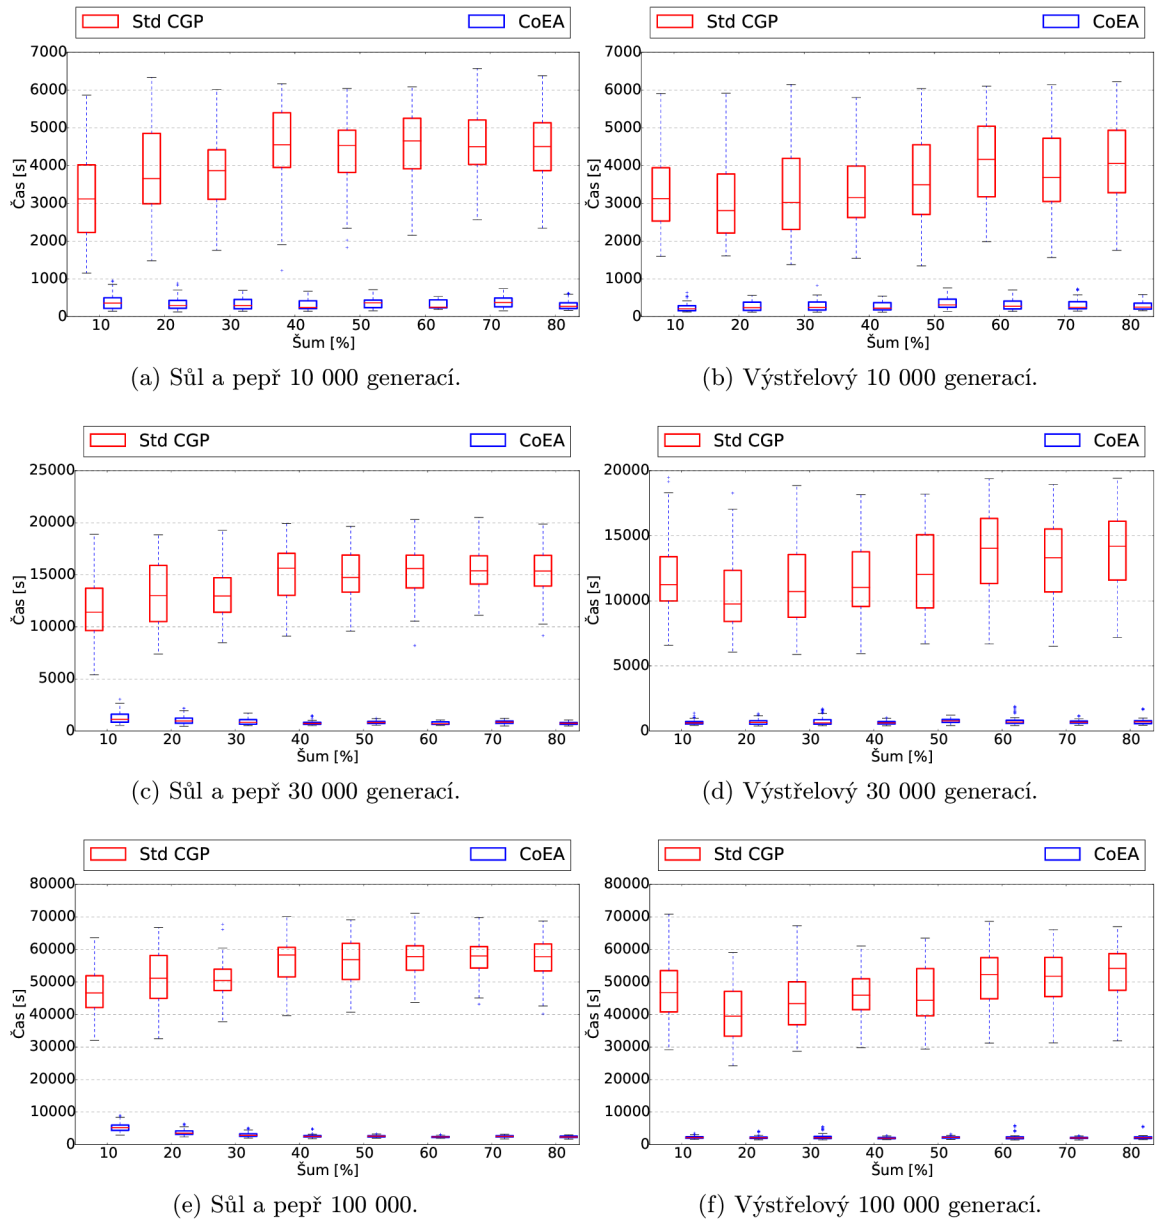 Std CGP CoEA Std CGP CoEA
7000 7000
6000 6000
5000 5000
4000 4000
3000 3000
2000 2000
1000 1000
0 0
Čas [s] Čas [s]
10 20 30 40 50 60 70 80 10 20 30 40 50 60 70 80
Šum [%] Šum [%]
(a) Sůl a pepř 10 000 generací. (b) Výstřelový 10 000 generací.
Std CGP CoEA Std CGP CoEA
25000 20000
20000 15000
15000 10000
10000 5000
5000 0
0
Čas [s] Čas [s]
10 20 30 40 50 60 70 80 10 20 30 40 50 60 70 80
Šum [%] Šum [%]
(c) Sůl a pepř 30 000 generací. (d) Výstřelový 30 000 generací.
Std CGP CoEA Std CGP CoEA
80000 80000
70000 70000
60000 60000
50000 50000
40000 40000
30000 30000
20000 20000
10000 10000
0 0
Čas [s] Čas [s]
10 20 30 40 50 60 70 80 10 20 30 40 50 60 70 80
Šum [%] Šum [%]
(e) Sůl a pepř 100 000. (f) Výstřelový 100 000 generací.